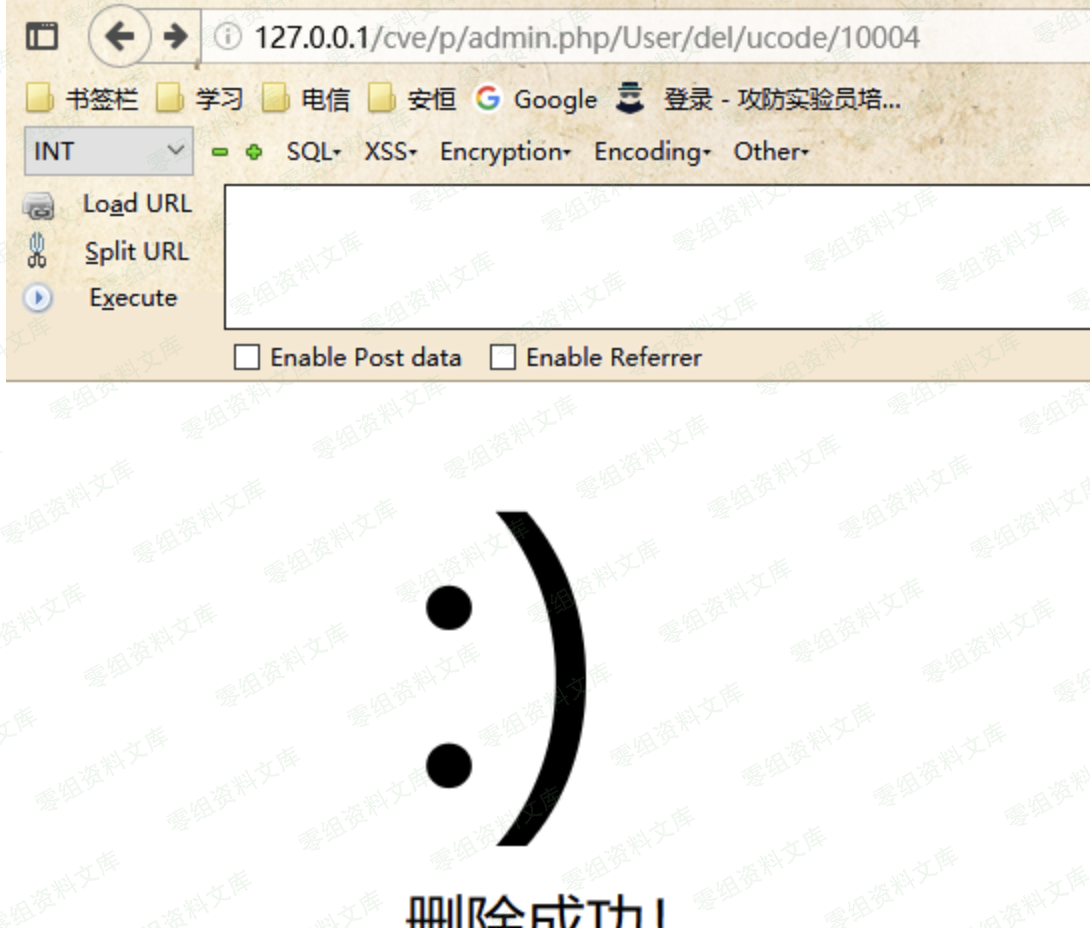 127.0.0.1/cve/p/admin.php/User/del/ucode/10004
书签栏 学习 电信 安恒 Google 登录 - 攻防实验员培...
INT SQL XSS Encryption Encoding Other
Load URL
Split URL
Execute
Enable Post data Enable Referrer
:)
删除成功!
零组资料文库